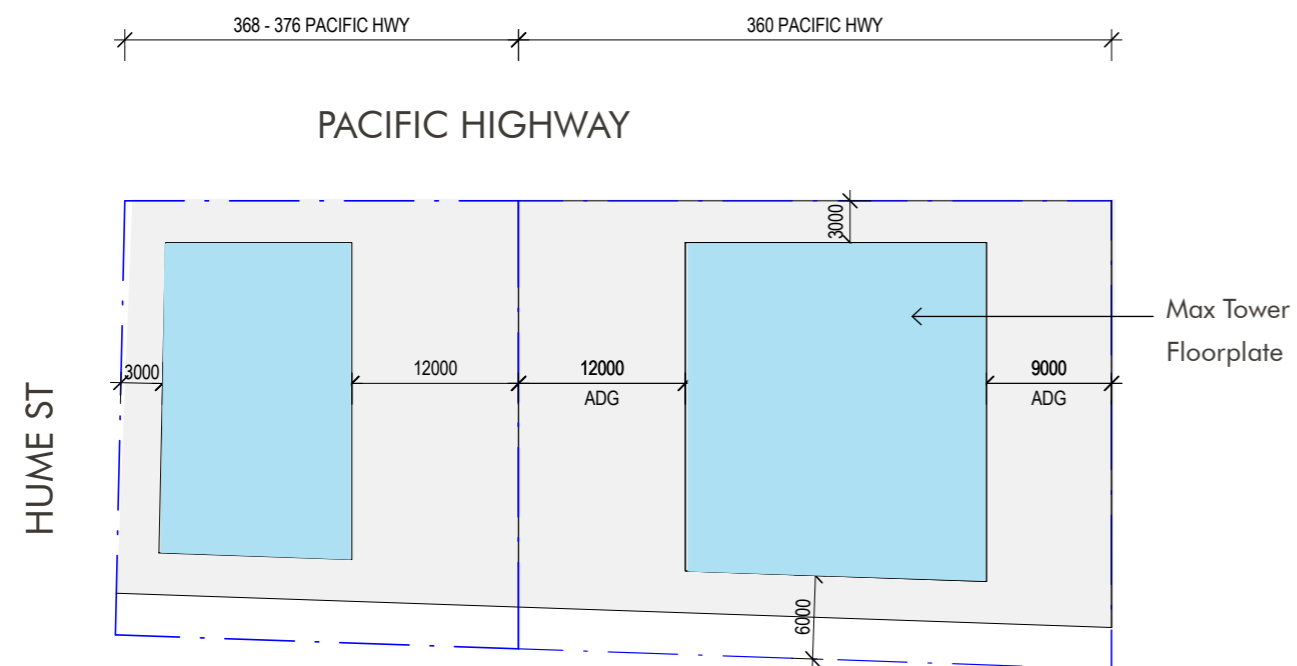 368 - 376 PACIFIC HWY
360 PACIFIC HWY
PACIFIC HIGHWAY
3000
Max Tower
Floorplate
3000
12000
12000
ADG
9000
ADG
HUME ST
6000